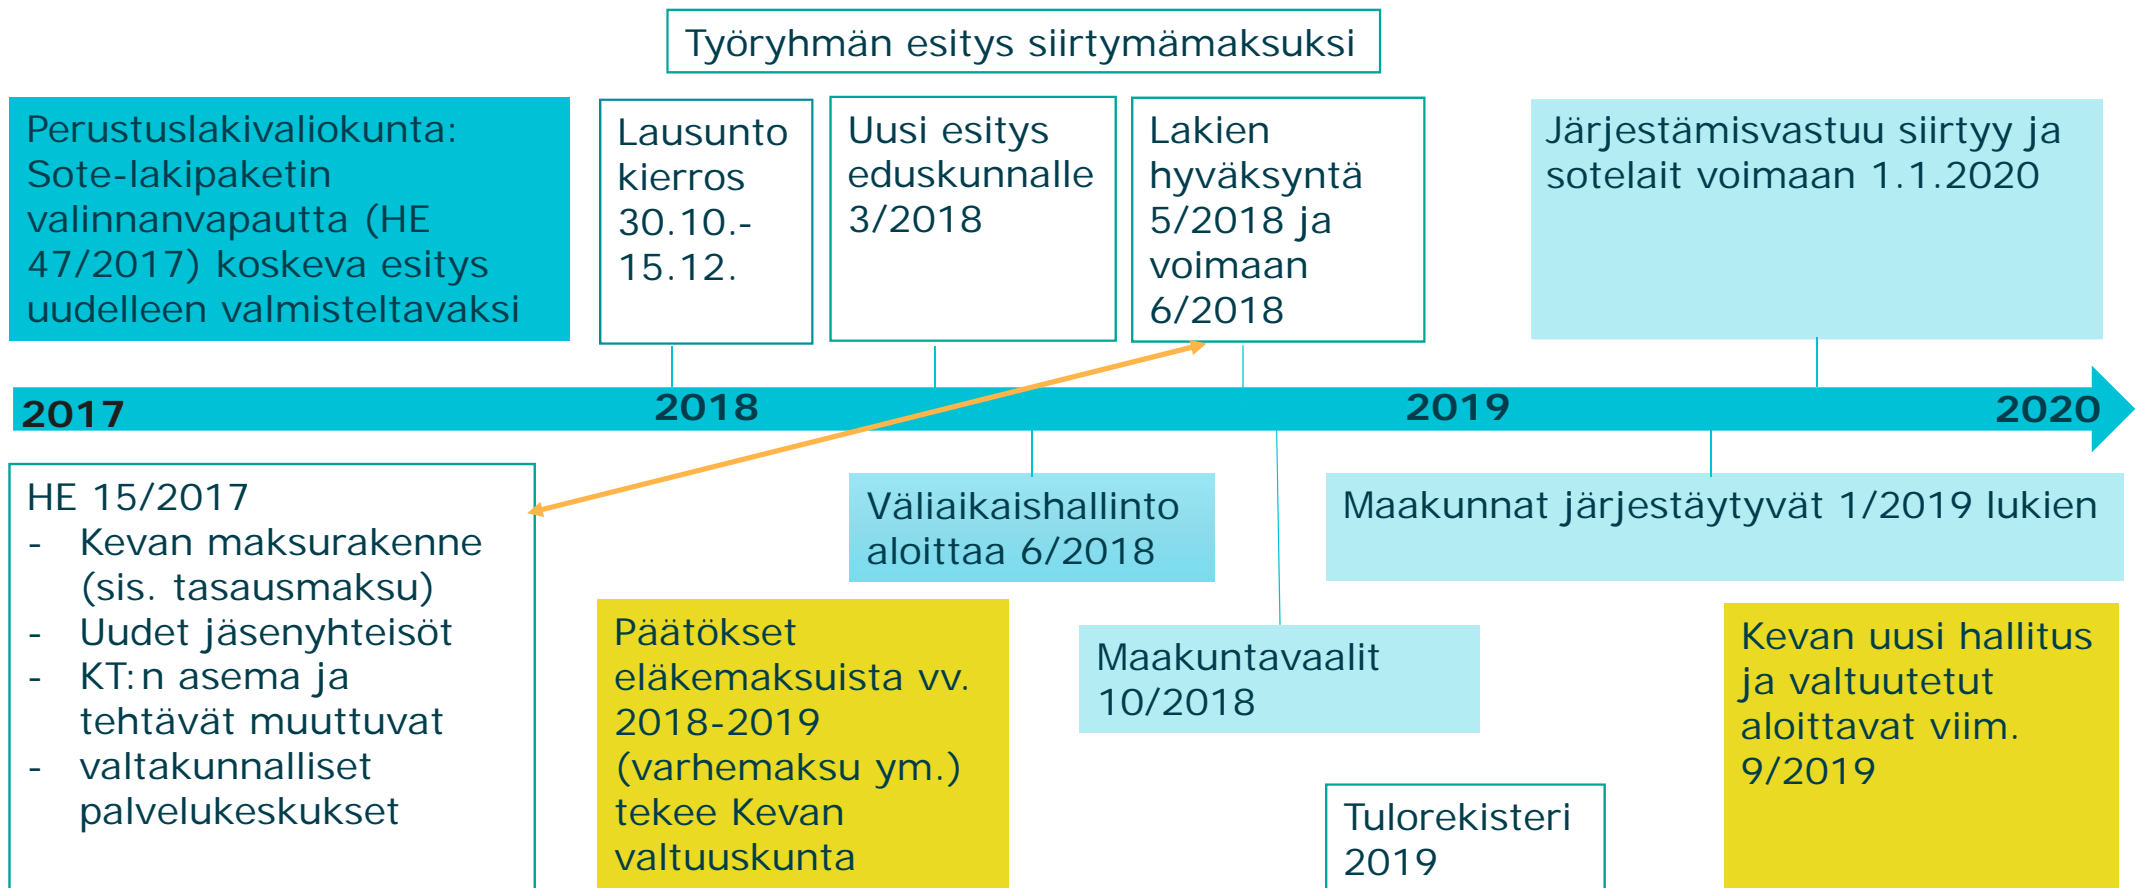 Työryhmän esitys siirtymämaksuksi
Perustuslakivaliokunta:
Sote-lakipaketin
valinnanvapautta (HE
47/2017) koskeva esitys
uudelleen valmisteltavaksi
Lausunto
kierros
30.10.-
15.12.
Uusi esitys
eduskunnalle
3/2018
Lakien
hyväksyntä
5/2018 ja
voimaan
6/2018
Järjestämisvastuu siirtyy ja
sotelait voimaan 1.1.2020
2017
2018
2019
2020
HE 15/2017
- Kevan maksurakenne
(sis. tasausmaksu)
- Uudet jäsenyhteisöt
- KT:n asema ja
tehtävät muuttuvat
- valtakunnalliset
palvelukeskukset
Väliaikaishallinto
aloittaa 6/2018
Maakunnat järjestäytyvät 1/2019 lukien
Päätökset
eläkemaksuista vv.
2018-2019
(varhemaksu ym.)
tekee Kevan
valtuuskunta
Maakuntavaalit
10/2018
Kevan uusi hallitus
ja valtuutetut
aloittavat viim.
9/2019
Tulorekisteri
2019